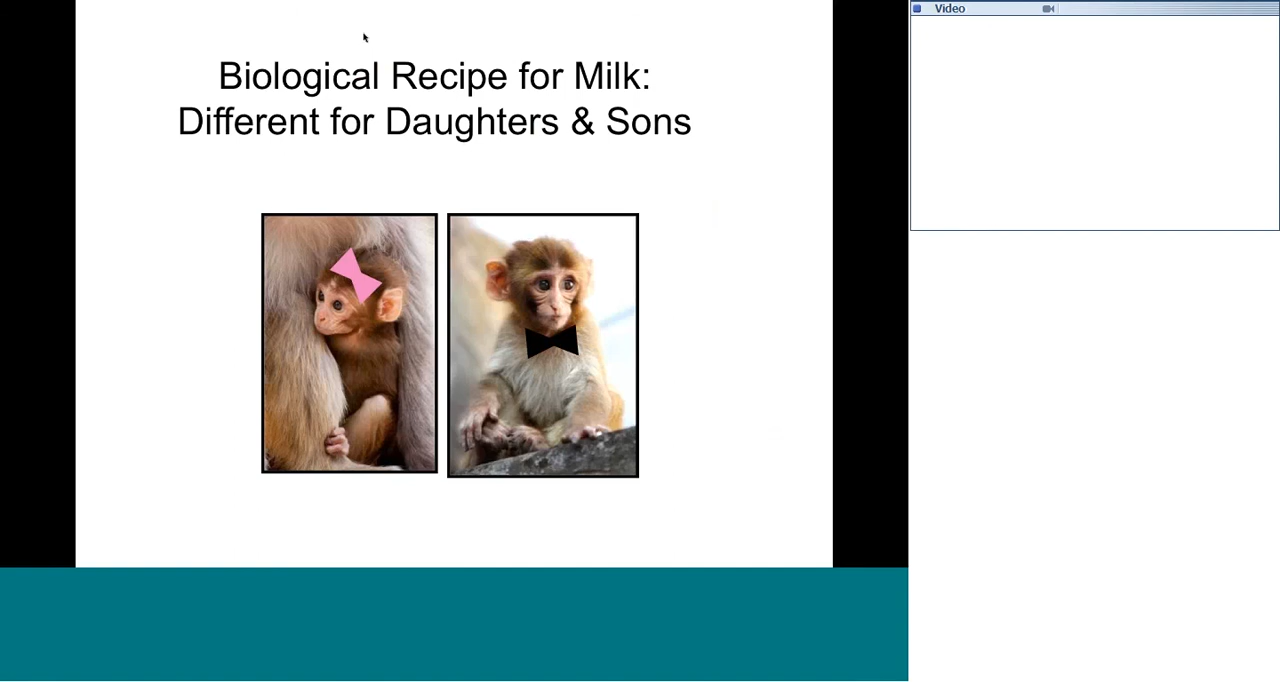 Video
Biological Recipe for Milk:
Different for Daughters & Sons